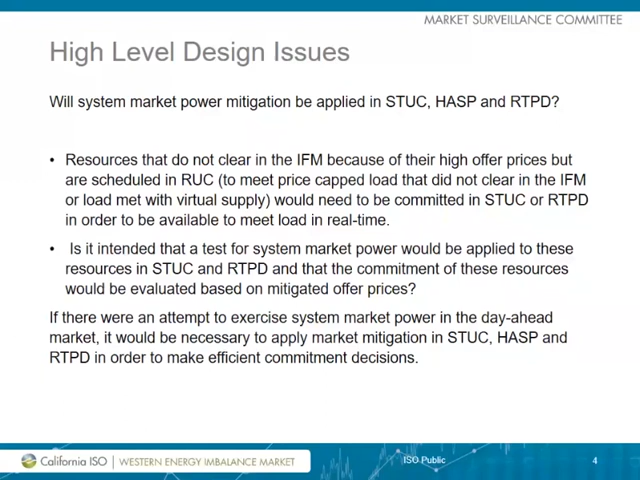 MARKET SURVEILLANCE COMMITTEE
High Level Design Issues
Will system market power mitigation be applied in STUC, HASP and RTPD?
• Resources that do not clear in the IFM because of their high offer prices but
are scheduled in RUC (to meet price capped load that did not clear in the IFM
or load met with virtual supply) would need to be committed in STUC or RTPD
in order to be available to meet load in real-time.
• Is it intended that a test for system market power would be applied to these
resources in STUC and RTPD and that the commitment of these resources
would be evaluated based on mitigated offer prices?
If there were an attempt to exercise system market power in the day-ahead
market, it would be necessary to apply market mitigation in STUC, HASP and
RTPD in order to make efficient commitment decisions.
California ISO | WESTERN ENERGY IMBALANCE MARKET
ISO Public
4